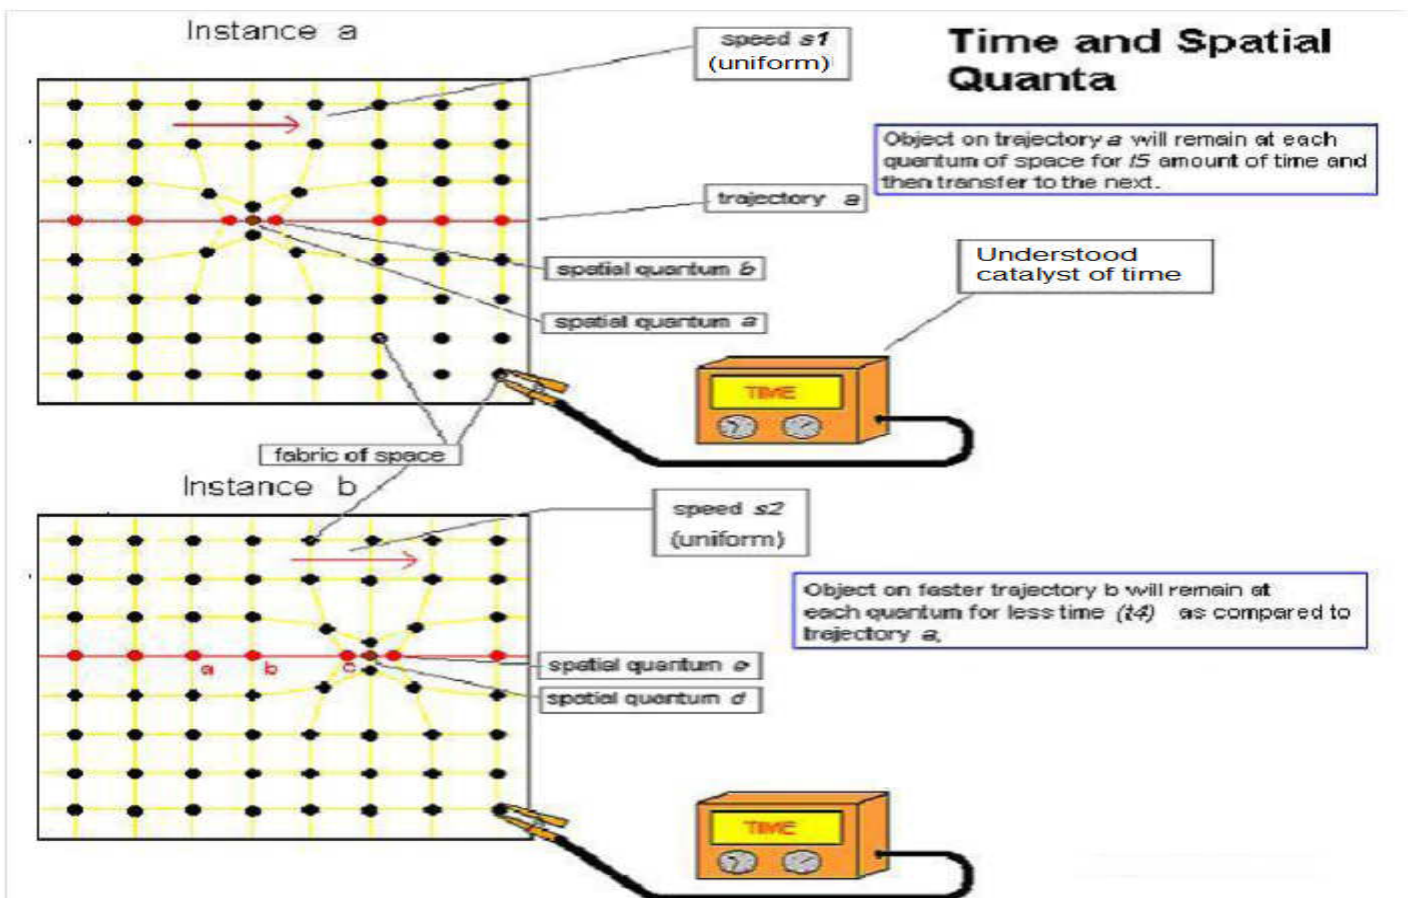 Instance a
speed s1
(uniform)
Time and Spatial
Quanta
Object on trajectory a will remain at each
quantum of space for t5 amount of time and
then transfer to the next.
trajectory a
Understood
catalyst of time
spatial quantum b
spatial quantum a
TIME
fabric of space
Instance b
speed s2
(uniform)
Object on faster trajectory b will remain at
each quantum for less time (t4) as compared to
trajectory a,
a b c
spatial quantum e
spatial quantum d
TIME